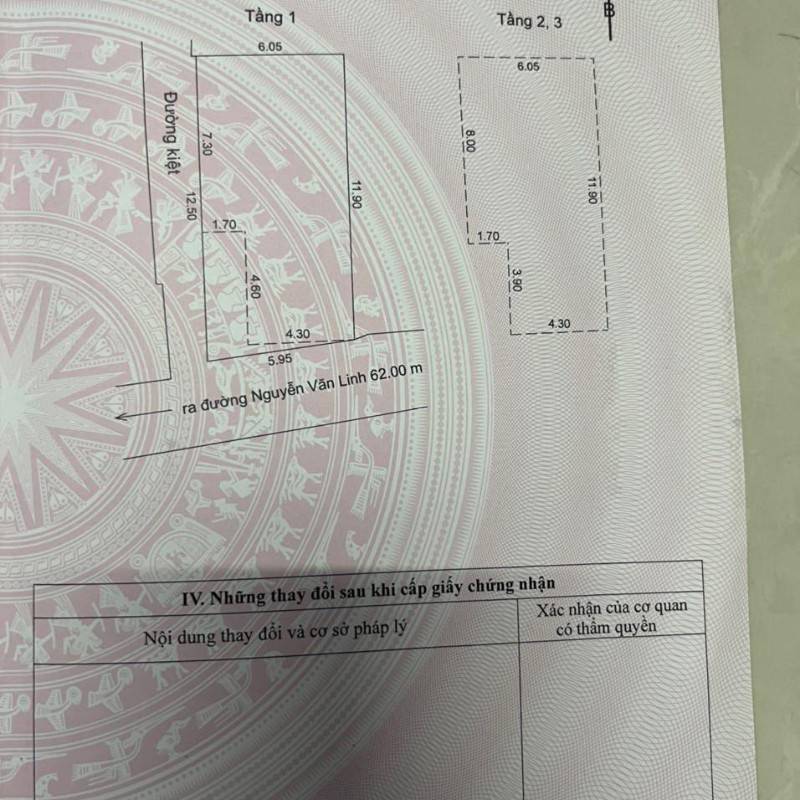 Tầng 1
Tầng 2, 3
B
6.05
6.05
Đường kiệt
7.30
12.50
11.90
8.00
11.90
1.70
1.70
4.60
3.90
4.30
4.30
5.95
ra đường Nguyễn Văn Linh 62.00 m
IV. Những thay đổi sau khi cấp giấy chứng nhận
Nội dung thay đổi và cơ sở pháp lý
Xác nhận của cơ quan
có thẩm quyền